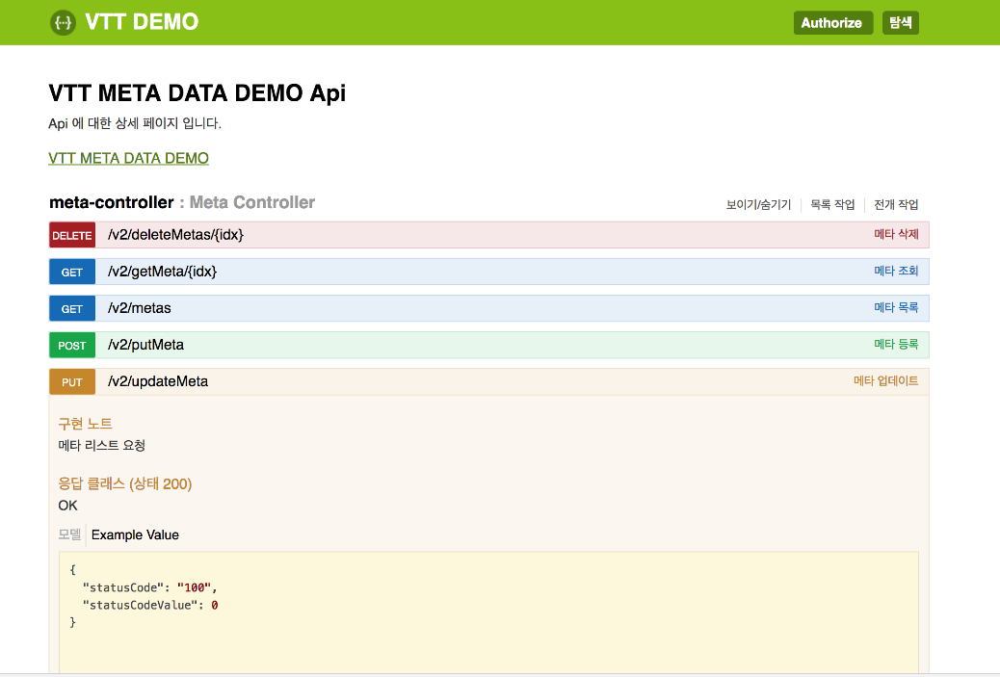 {···} VTT DEMO Authorize 탐색
VTT META DATA DEMO Api
Api 에 대한 상세 페이지 입니다.
VTT META DATA DEMO
meta-controller : Meta Controller 보이기/숨기기 목록 작업 전개 작업
DELETE /v2/deleteMetas/{idx} 메타 삭제
GET /v2/getMeta/{idx} 메타 조회
GET /v2/metas 메타 목록
POST /v2/putMeta 메타 등록
PUT /v2/updateMeta 메타 업데이트
구현 노트
메타 리스트 요청
응답 클래스 (상태 200)
OK
모델 Example Value
{
"statusCode": "100",
"statusCodeValue": 0
}